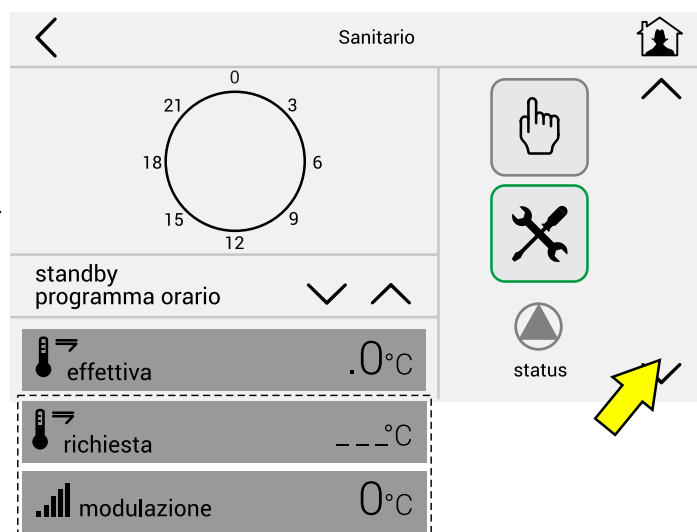 Sanitario
0
21 3
18 6
15 9
12
standby
programma orario
effettiva .0°C
status
richiesta _ _ _°C
modulazione 0°C